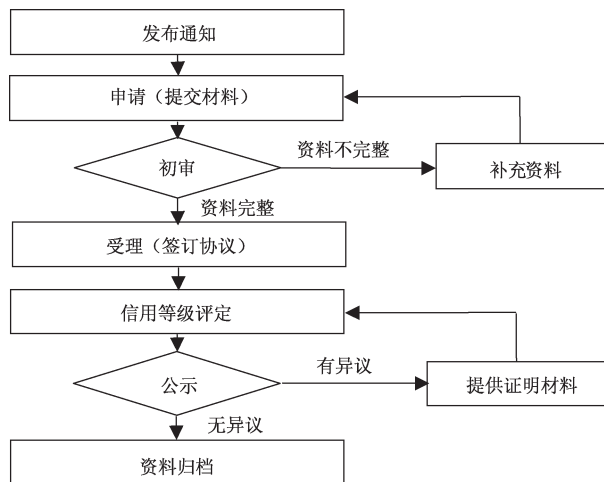 发布通知
申请（提交材料）
初审
资料不完整
补充资料
资料完整
受理（签订协议）
信用等级评定
公示
有异议
提供证明材料
无异议
资料归档